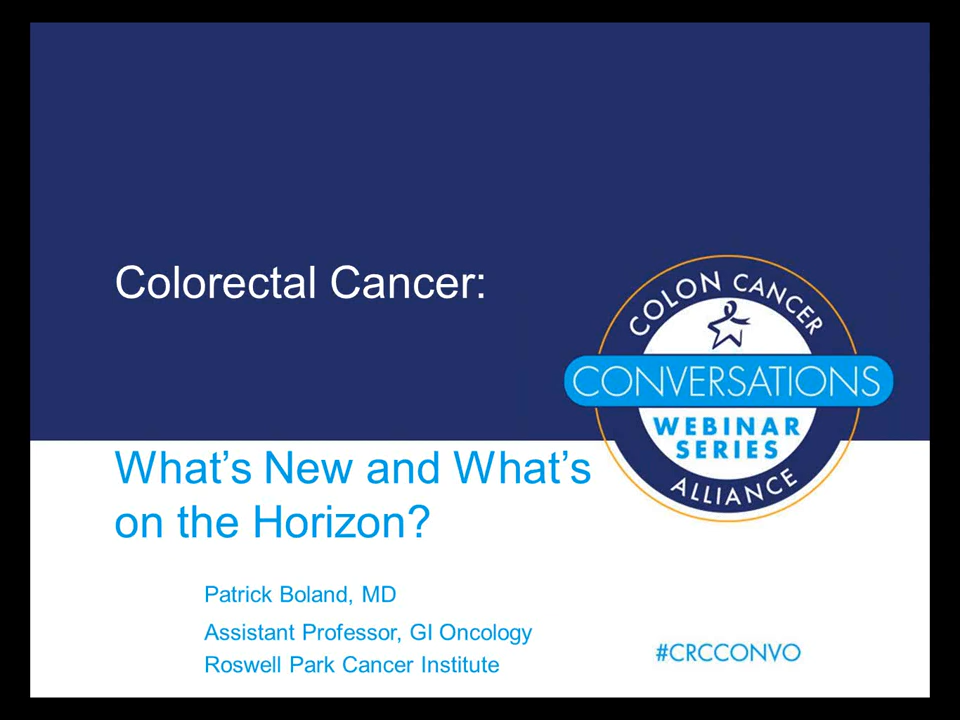 Colorectal Cancer:
COLON CANCER
CONVERSATIONS
WEBINAR
SERIES
ALLIANCE
What’s New and What’s
on the Horizon?
Patrick Boland, MD
Assistant Professor, GI Oncology
Roswell Park Cancer Institute
#CRCCONVO